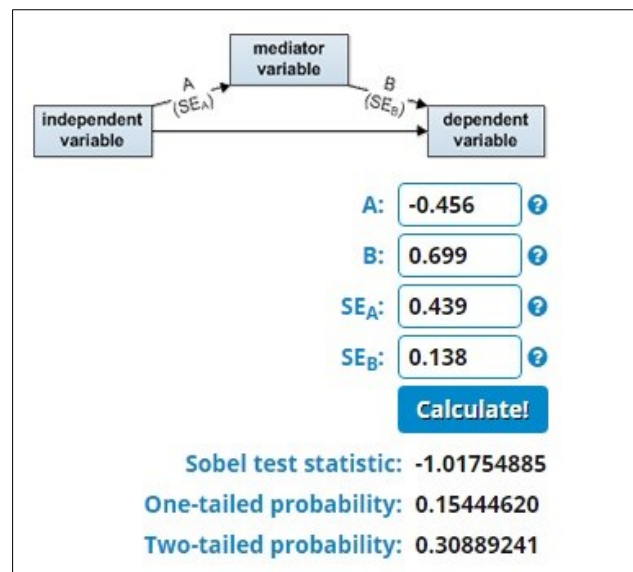 mediator
variable
A
(SEA)
B
(SEB)
independent
variable
dependent
variable
A: -0.456 ?
B: 0.699 ?
SEA: 0.439 ?
SEB: 0.138 ?
Calculate!
Sobel test statistic: -1.01754885
One-tailed probability: 0.15444620
Two-tailed probability: 0.30889241